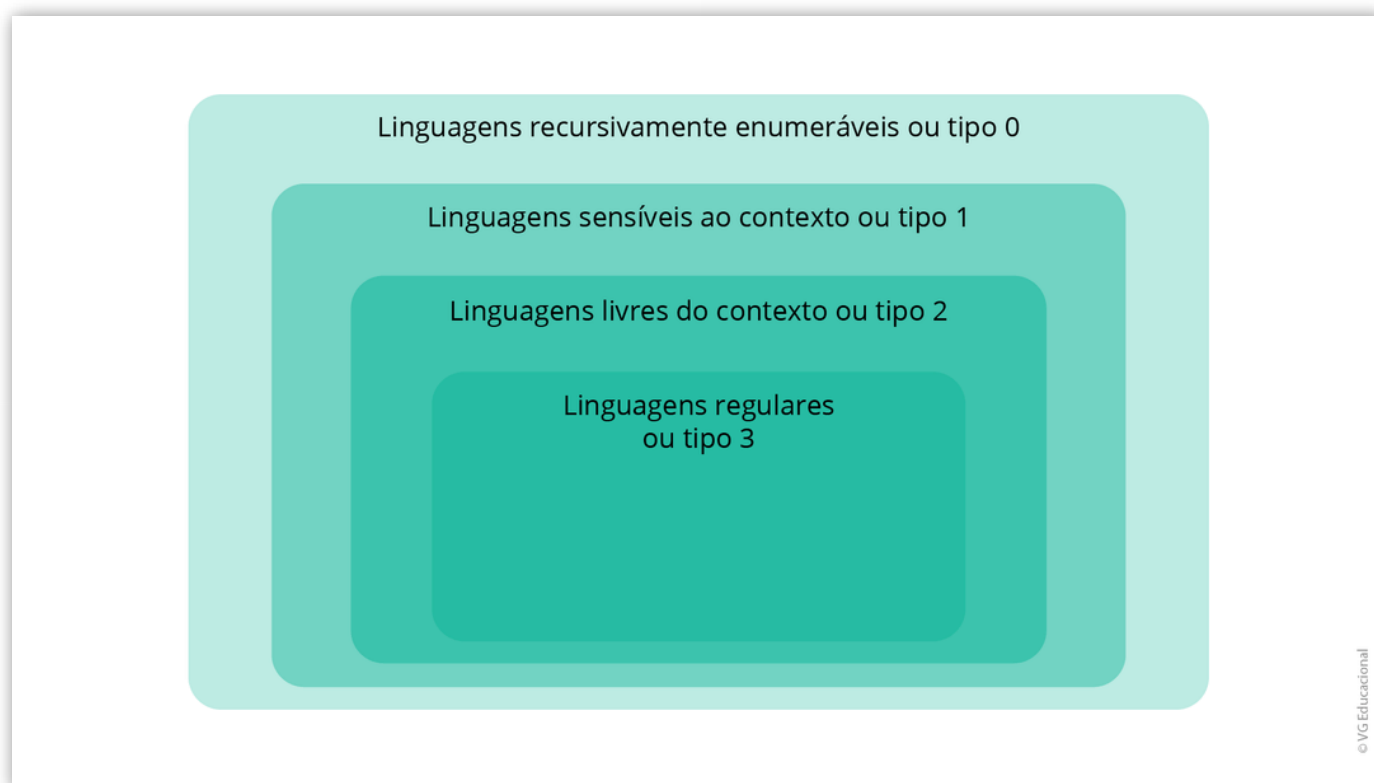 Linguagens recursivamente enumeráveis ou tipo 0
Linguagens sensíveis ao contexto ou tipo 1
Linguagens livres do contexto ou tipo 2
Linguagens regulares
ou tipo 3
© VG Educacional